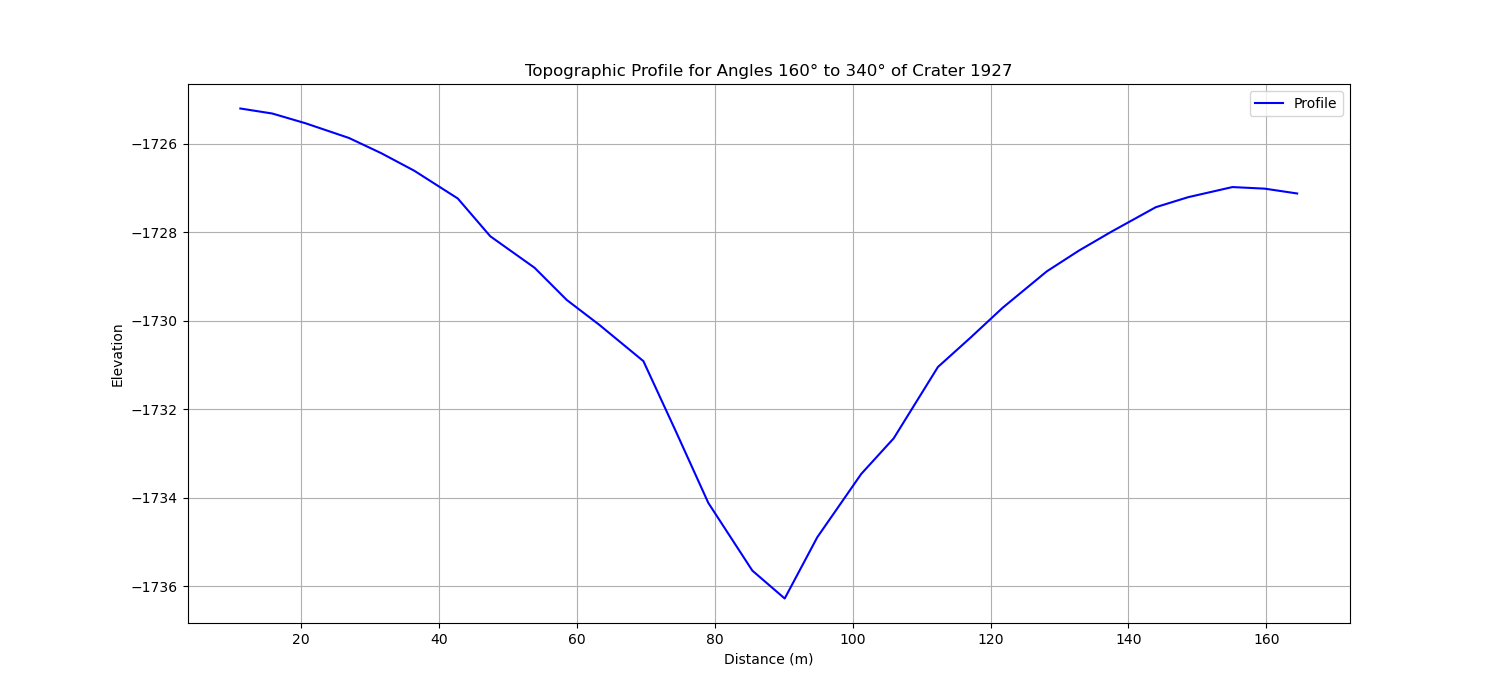 Topographic Profile for Angles 160° to 340° of Crater 1927
Profile
−1726
−1728
−1730
−1732
−1734
−1736
Elevation
20 40 60 80 100 120 140 160
Distance (m)